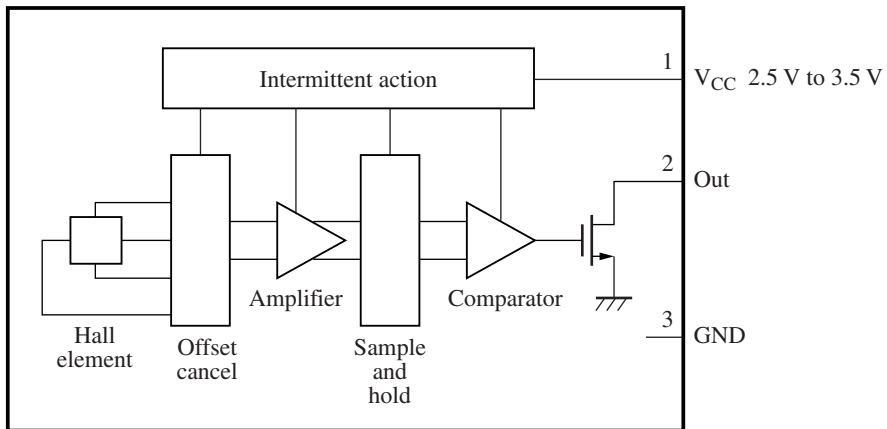 Intermittent action
1
V_CC 2.5 V to 3.5 V
2
Out
Amplifier
Comparator
3
GND
Hall
element
Offset
cancel
Sample
and
hold